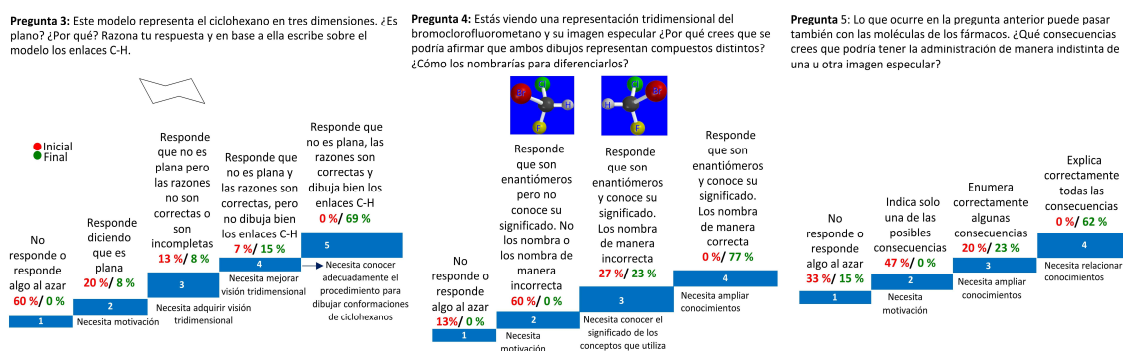 Pregunta 3: Este modelo representa el ciclohexano en tres dimensiones. ¿Es
plano? ¿Por qué? Razona tu respuesta y en base a ella escribe sobre el
modelo los enlaces C-H.
Inicial
Final
No
responde o
responde
algo al azar
60 %/ 0 %
1
Necesita motivación
Responde
diciendo
que es
plana
20 %/ 8 %
2
Necesita adquirir visión
tridimensional
Responde
que no es
plana pero
las razones
no son
correctas o
son
incompletas
13 %/ 8 %
3
Necesita mejorar
visión tridimensional
Responde que
no es plana y
las razones son
correctas, pero
no dibuja bien
los enlaces C-H
7 %/ 15 %
4
Necesita conocer
adecuadamente el
procedimiento para
dibujar conformaciones
de ciclohexanos
Responde que
no es plana, las
razones son
correctas y
dibuja bien los
enlaces C-H
0 %/ 69 %
5
Pregunta 4: Estás viendo una representación tridimensional del
bromoclorofluorometano y su imagen especular ¿Por qué crees que se
podría afirmar que ambos dibujos representan compuestos distintos?
¿Cómo los nombrarías para diferenciarlos?
Cl
Br
H
F
Cl
Br
H
F
No
responde o
responde
algo al azar
13%/ 0 %
1
Necesita
motivación
Responde
que son
enantiómeros
pero no
conoce su
significado. No
los nombra o
los nombra de
manera
incorrecta
60 %/ 0 %
2
Necesita conocer el
significado de los
conceptos que utiliza
Responde
que son
enantiómeros
y conoce su
significado.
Los nombra
de manera
incorrecta
27 %/ 23 %
3
Necesita ampliar
conocimientos
Responde
que son
enantiómeros
y conoce su
significado.
Los nombra
de manera
correcta
0 %/ 77 %
4
Pregunta 5: Lo que ocurre en la pregunta anterior puede pasar
también con las moléculas de los fármacos. ¿Qué consecuencias
crees que podría tener la administración de manera indistinta de
una u otra imagen especular?
No
responde o
responde
algo al azar
33 %/ 15 %
1
Necesita
motivación
Indica solo
una de las
posibles
consecuencias
47 %/ 0 %
2
Necesita ampliar
conocimientos
Enumera
correctamente
algunas
consecuencias
20 %/ 23 %
3
Necesita relacionar
conocimientos
Explica
correctamente
todas las
consecuencias
0 %/ 62 %
4